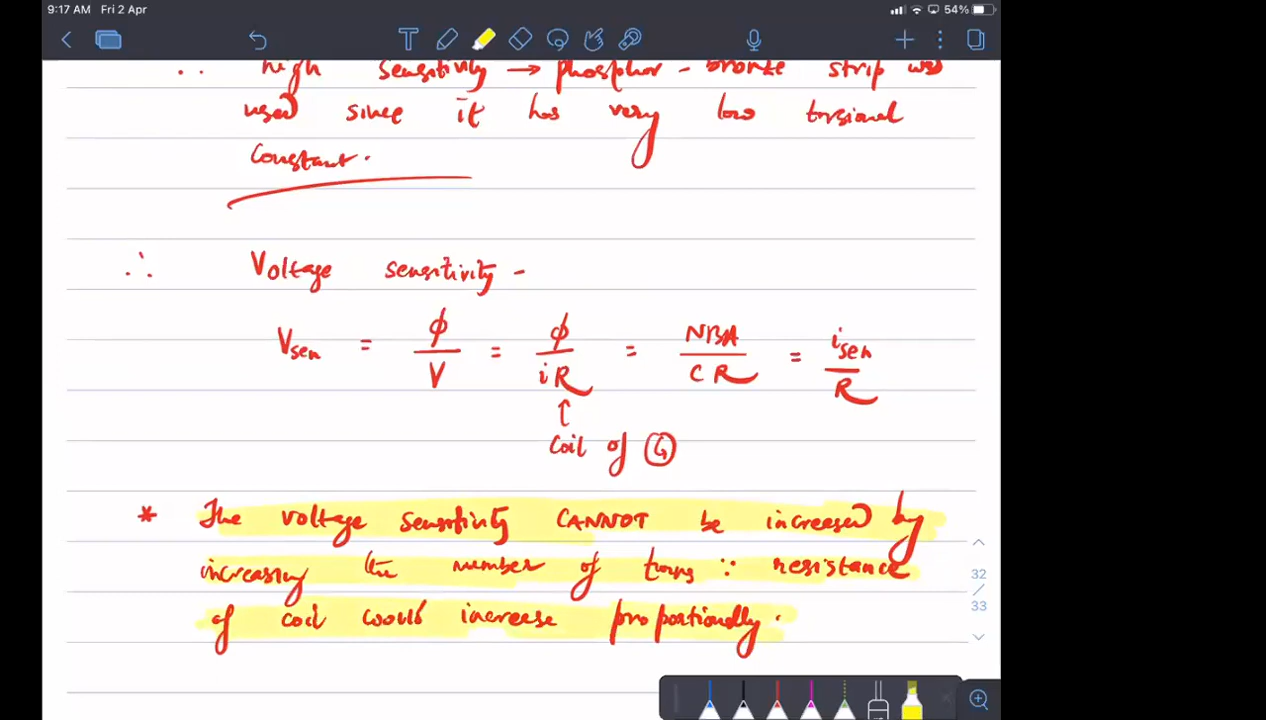 9:17 AM Fri 2 Apr
54%
∴ high sensitivity → phosphor - bronze strip was
used since it has very low torsional
constant.
∴ Voltage sensitivity -
Vsen = ϕ/V = ϕ/iR = NBA/CR = isen/R
↑
Coil of G
* The voltage sensitivity CANNOT be increased by
increasing the number of turns ∵ resistance
of coil would increase proportionally.
32
/
33